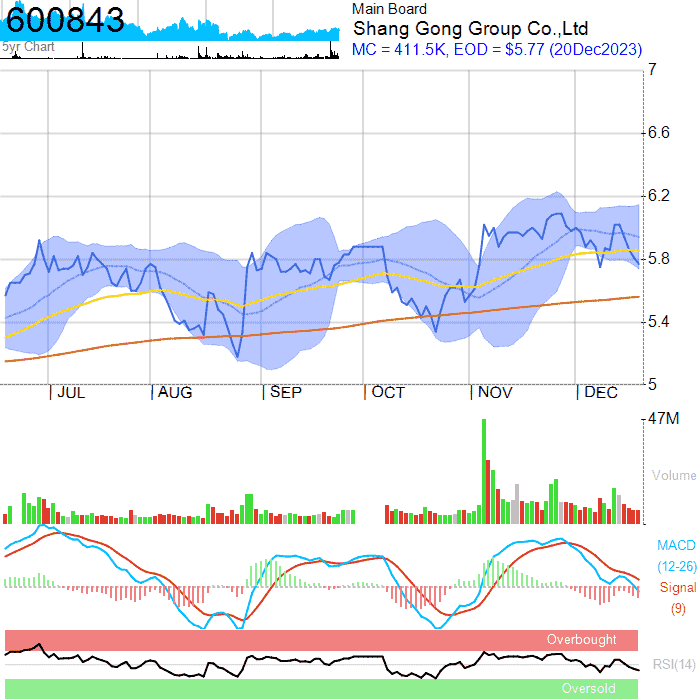 600843
5yr Chart
Main Board
Shang Gong Group Co.,Ltd
MC = 411.5K, EOD = $5.77 (20Dec2023)
7
6.6
6.2
5.8
5.4
5
JUL AUG SEP OCT NOV DEC
47M
Volume
MACD
(12-26)
Signal
(9)
Overbought
RSI(14)
Oversold